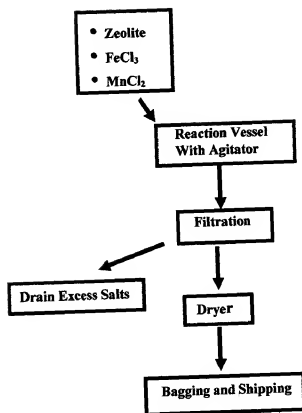 • Zeolite
• FeCl₃
• MnCl₂
Reaction Vessel
With Agitator
Filtration
Drain Excess Salts
Dryer
Bagging and Shipping